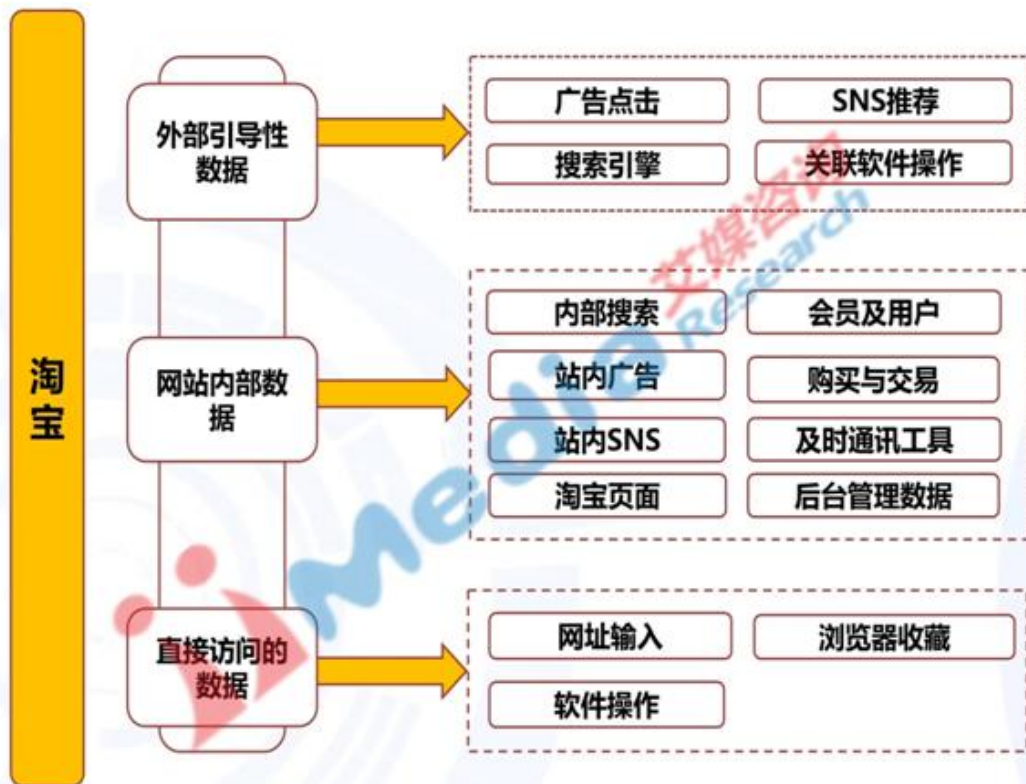 淘
宝
外部引导性
数据
广告点击
SNS推荐
搜索引擎
关联软件操作
网站内部数
据
内部搜索
会员及用户
站内广告
购买与交易
站内SNS
及时通讯工具
淘宝页面
后台管理数据
直接访问的
数据
网址输入
浏览器收藏
软件操作
艾媒咨询
iMedia Research